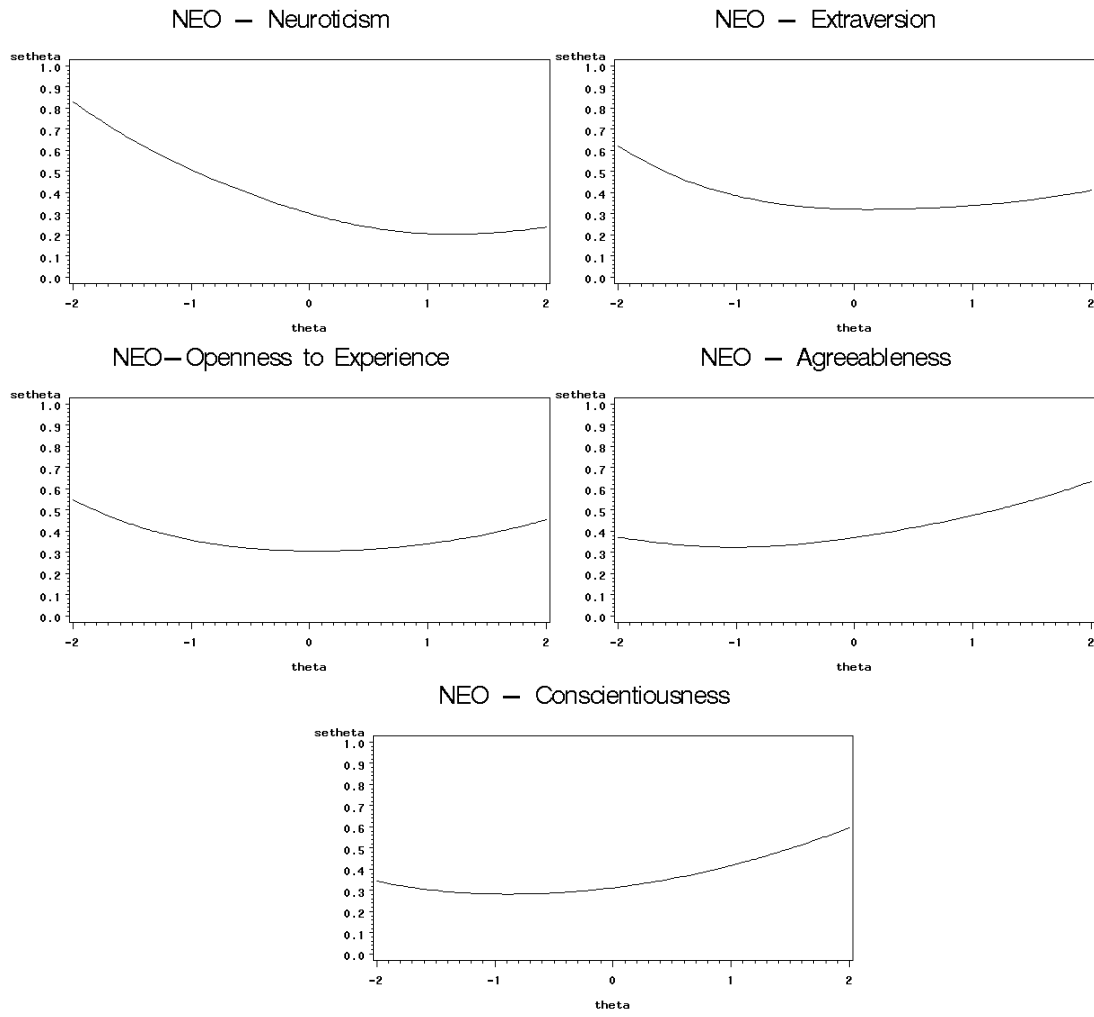 NEO – Neuroticism
setheta
1.0
0.9
0.8
0.7
0.6
0.5
0.4
0.3
0.2
0.1
0.0
-2 -1 0 1 2
theta
NEO – Extraversion
setheta
1.0
0.9
0.8
0.7
0.6
0.5
0.4
0.3
0.2
0.1
0.0
-2 -1 0 1 2
theta
NEO–Openness to Experience
setheta
1.0
0.9
0.8
0.7
0.6
0.5
0.4
0.3
0.2
0.1
0.0
-2 -1 0 1 2
theta
NEO – Agreeableness
setheta
1.0
0.9
0.8
0.7
0.6
0.5
0.4
0.3
0.2
0.1
0.0
-2 -1 0 1 2
theta
NEO – Conscientiousness
setheta
1.0
0.9
0.8
0.7
0.6
0.5
0.4
0.3
0.2
0.1
0.0
-2 -1 0 1 2
theta